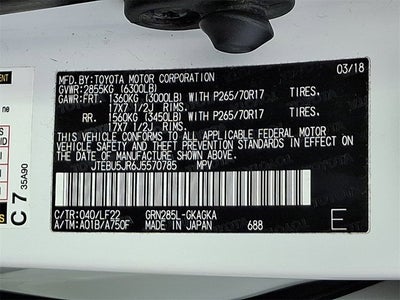 MFD.BY:TOYOTA MOTOR CORPORATION 03/18
GVWR:2855KG (6300LB)
GAWR:FRT. 1360KG (3000LB) WITH P265/70R17 TIRES.
17X7 1/2J RIMS.
RR. 1560KG (3450LB) WITH P265/70R17 TIRES.
17X7 1/2J RIMS.
THIS VEHICLE CONFORMS TO ALL APPLICABLE FEDERAL MOTOR
VEHICLE SAFETY AND THEFT PREVENTION STANDARDS IN
EFFECT ON THE DATE OF MANUFACTURE SHOWN ABOVE.
JTEBU5JR6J5570785 MPV
C/TR:040/LF22 GRN285L-GKAGKA
A/TM:A01B/A750F MADE IN JAPAN 688 E
C 7 35A90
ne